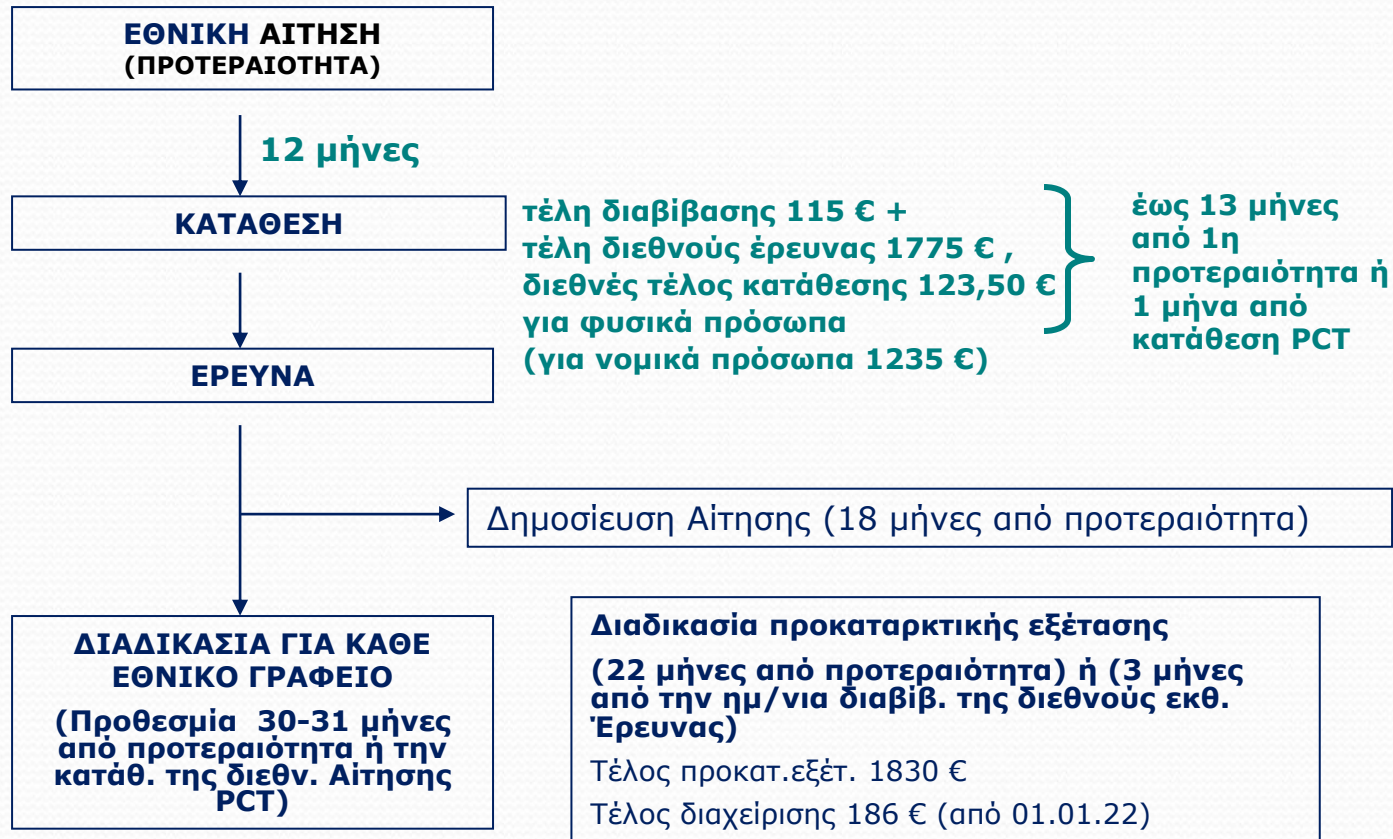 ΕΘΝΙΚΗ ΑΙΤΗΣΗ
(ΠΡΟΤΕΡΑΙΟΤΗΤΑ)
12 μήνες
ΚΑΤΑΘΕΣΗ
τέλη διαβίβασης 115 € +
τέλη διεθνούς έρευνας 1775 € ,
διεθνές τέλος κατάθεσης 123,50 €
για φυσικά πρόσωπα
(για νομικά πρόσωπα 1235 €)
έως 13 μήνες
από 1η
προτεραιότητα ή
1 μήνα από
κατάθεση PCT
ΕΡΕΥΝΑ
Δημοσίευση Αίτησης (18 μήνες από προτεραιότητα)
ΔΙΑΔΙΚΑΣΙΑ ΓΙΑ ΚΑΘΕ
ΕΘΝΙΚΟ ΓΡΑΦΕΙΟ
(Προθεσμία 30-31 μήνες
από προτεραιότητα ή την
κατάθ. της διεθν. Αίτησης
PCT)
Διαδικασία προκαταρκτικής εξέτασης
(22 μήνες από προτεραιότητα) ή (3 μήνες
από την ημ/νια διαβίβ. της διεθνούς εκθ.
Έρευνας)
Τέλος προκατ.εξέτ. 1830 €
Τέλος διαχείρισης 186 € (από 01.01.22)